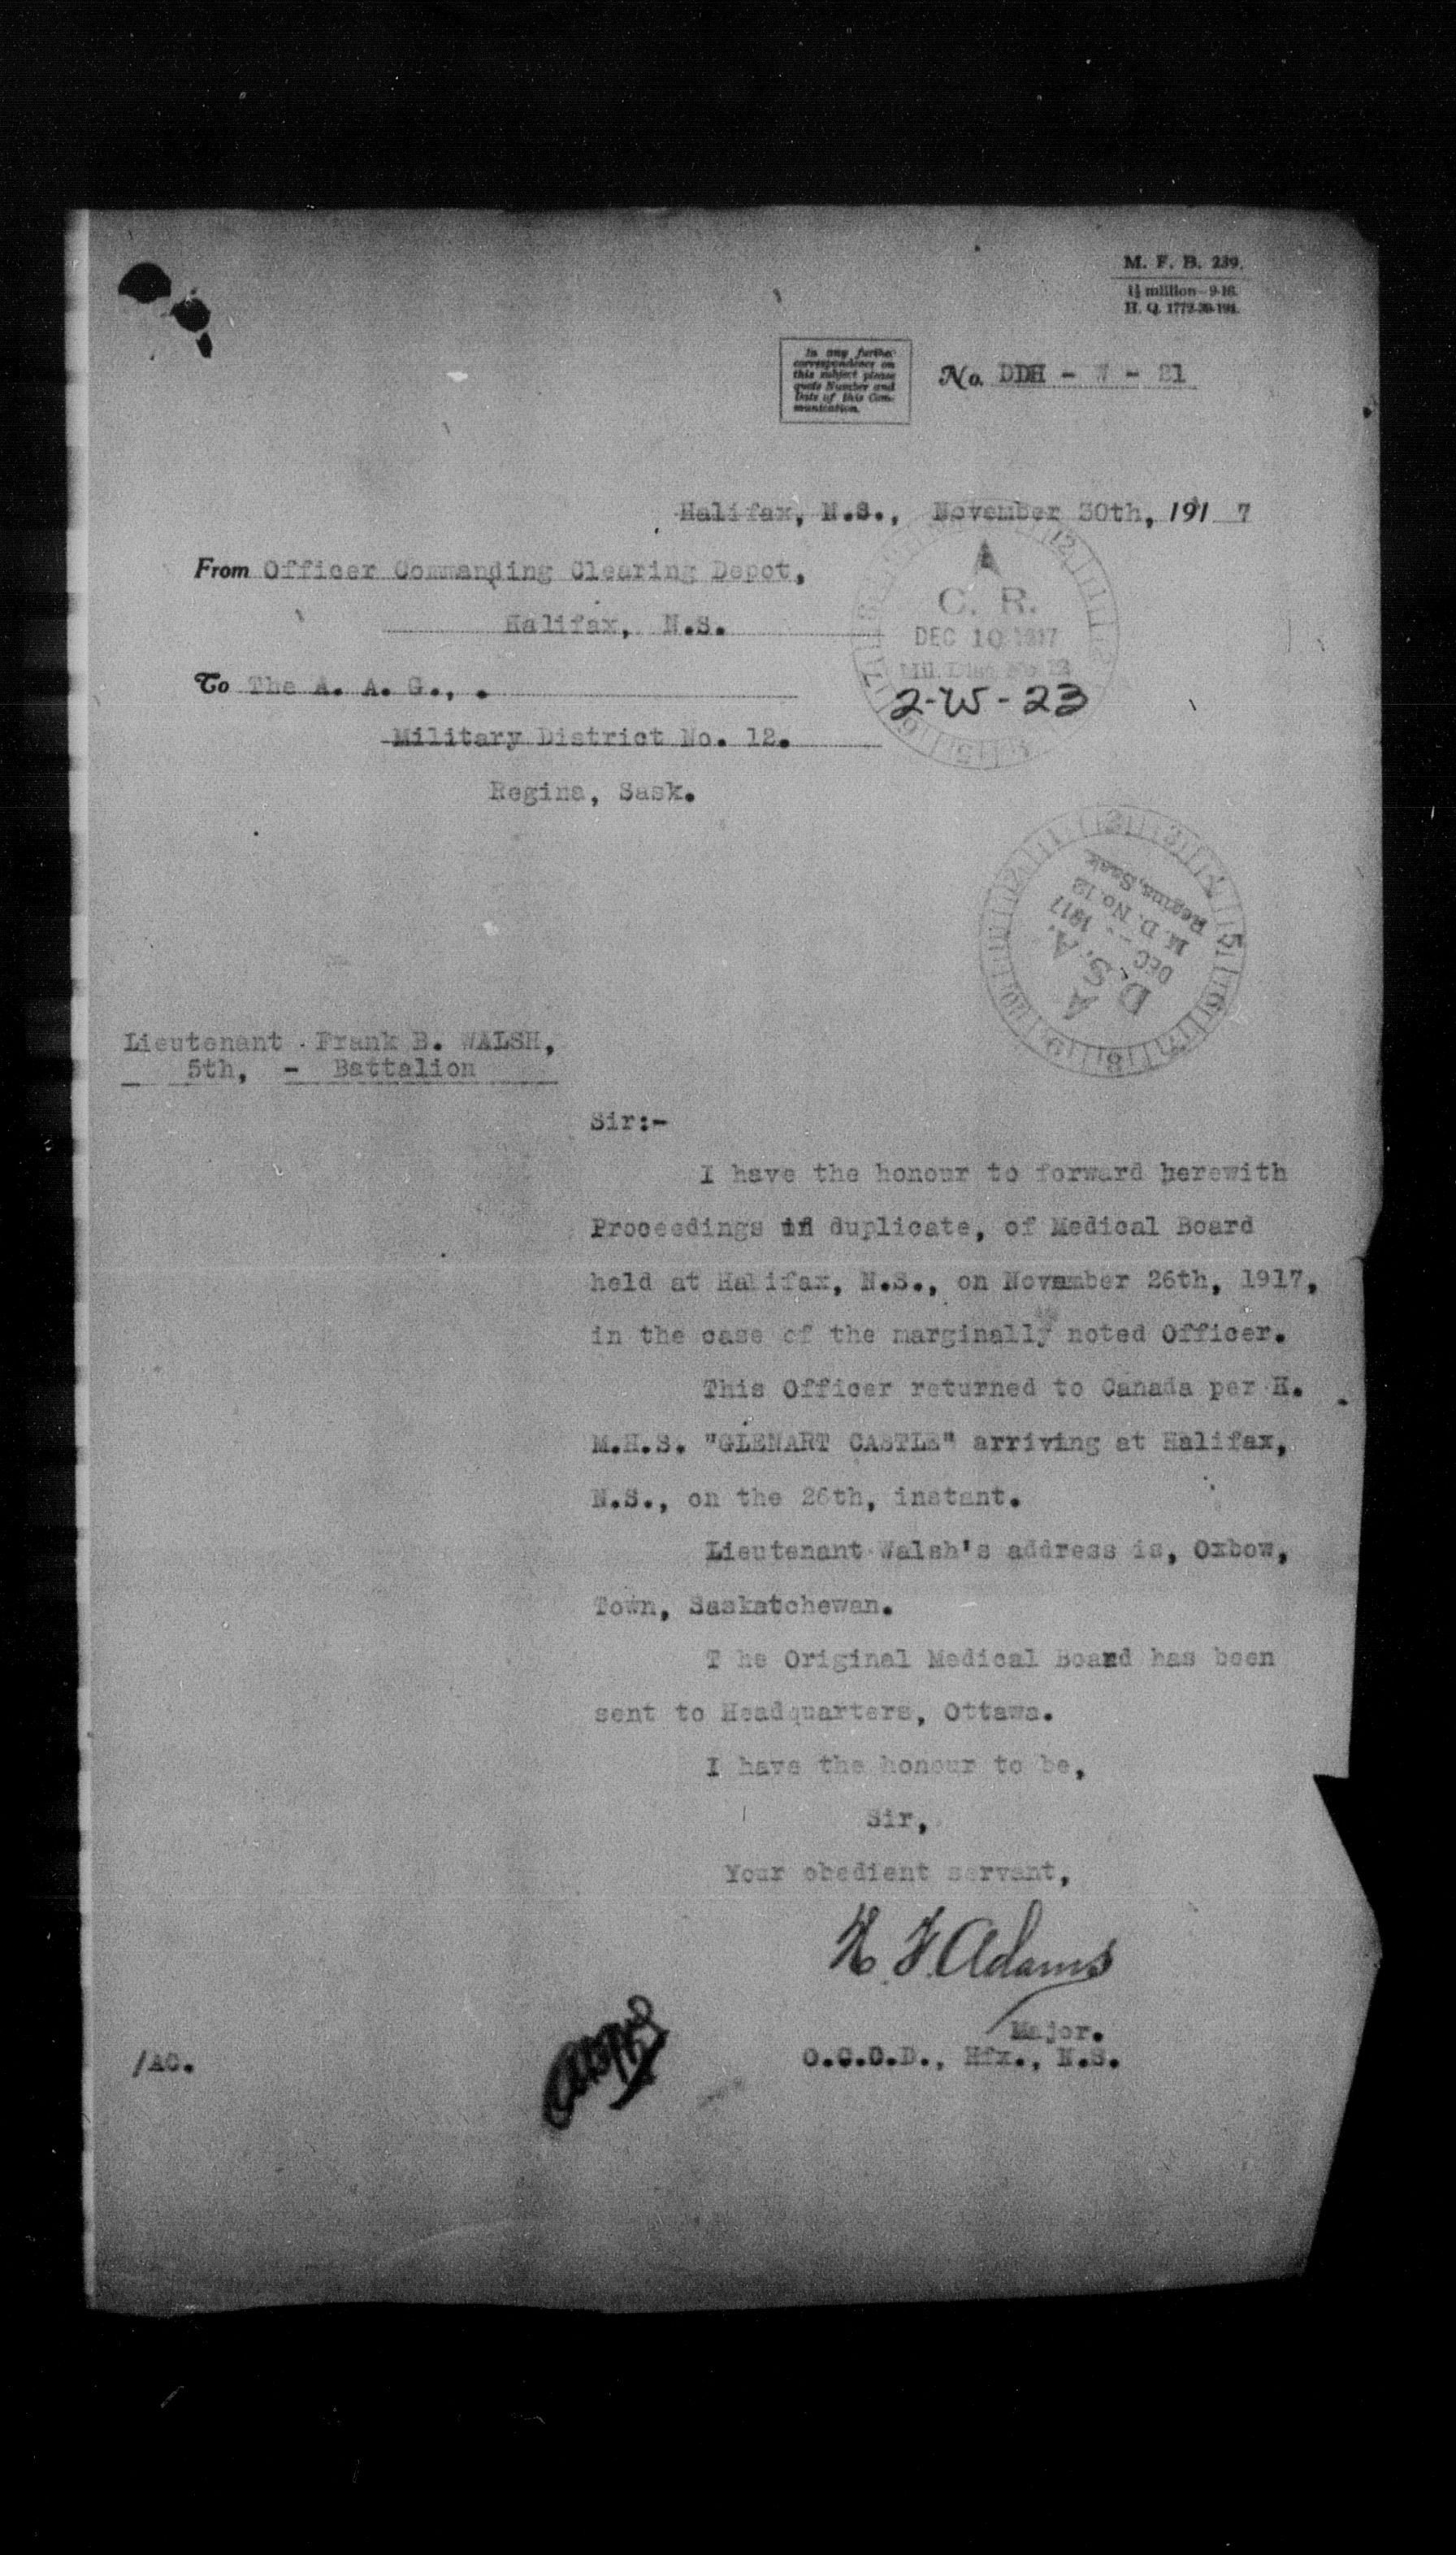 M. F. B. 239.
1½ million—9-16.
H. Q. 1772-39-191.
In any further
correspondence on
this subject please
quote Number and
Date of this Com-
munication.
No. DDH - W - 21
Halifax, N.S., November 30th, 191 7
From Officer Commanding Clearing Depot,
Halifax, N.S.
To The A. A. G., .
Military District No. 12.
Regina, Sask.
C. R.
DEC 10 1917
Mil. Dist. No. 12
2-W-23
A
D. S. A.
DEC 1917
M. D. No. 12
Regina, Sask.
Lieutenant Frank B. WALSH,
5th, - Battalion
Sir:-
I have the honour to forward herewith
Proceedings in duplicate, of Medical Board
held at Halifax, N.S., on November 26th, 1917,
in the case of the marginally noted Officer.
This Officer returned to Canada per H.
M.H.S. "GLENART CASTLE" arriving at Halifax,
N.S., on the 26th, instant.
Lieutenant Walsh's address is, Oxbow,
Town, Saskatchewan.
T he Original Medical Board has been
sent to Headquarters, Ottawa.
I have the honour to be,
Sir,
Your obedient servant,
H. F. Adams
Major.
O.C.C.D., Hfx., N.S.
/AC.